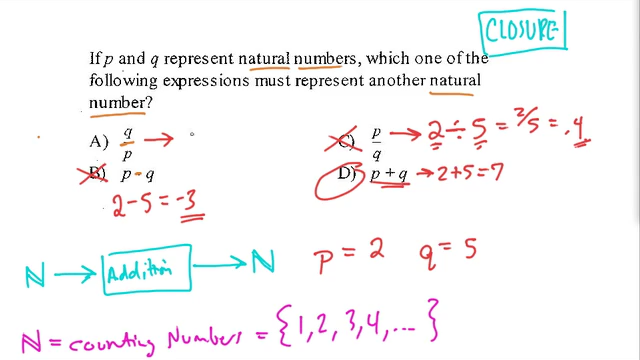 CLOSURE
If p and q represent natural numbers, which one of the
following expressions must represent another natural
number?
A) q/p →
C) p/q → 2 ÷ 5 = 2/5 = .4
B) p - q
D) p + q → 2 + 5 = 7
2 - 5 = -3
ℕ → Addition → ℕ
p = 2 q = 5
ℕ = counting Numbers = {1, 2, 3, 4, ... }